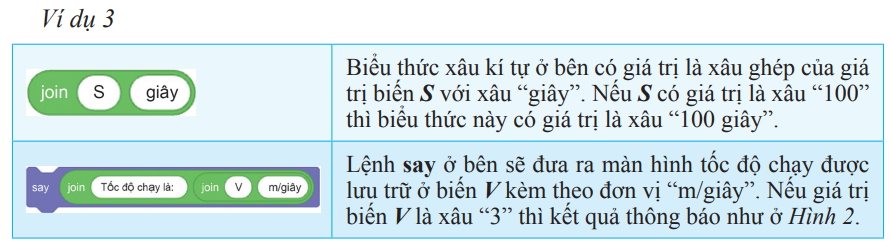 Ví dụ 3
join S giây
Biểu thức xâu kí tự ở bên có giá trị là xâu ghép của giá
trị biến S với xâu “giây”. Nếu S có giá trị là xâu “100”
thì biểu thức này có giá trị là xâu “100 giây”.
say join Tốc độ chạy là: join V m/giây
Lệnh say ở bên sẽ đưa ra màn hình tốc độ chạy được
lưu trữ ở biến V kèm theo đơn vị “m/giây”. Nếu giá trị
biến V là xâu “3” thì kết quả thông báo như ở Hình 2.